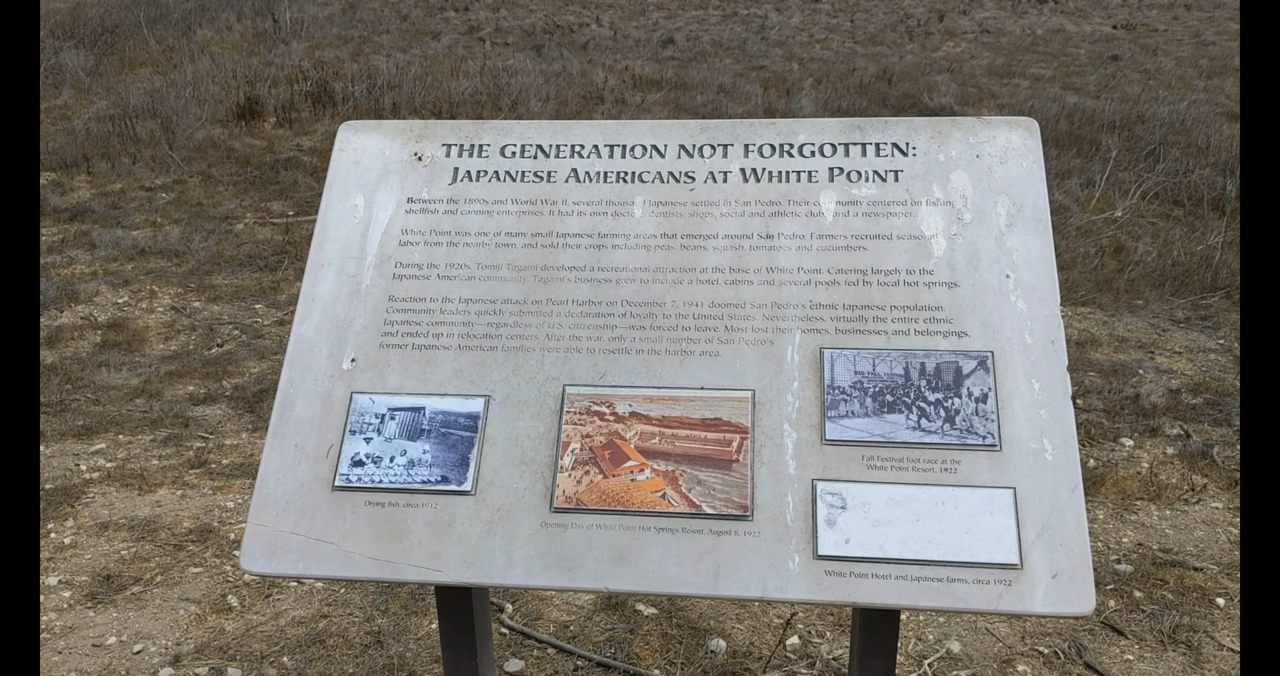 THE GENERATION NOT FORGOTTEN:
JAPANESE AMERICANS AT WHITE POINT
Between the 1890s and World War II, several thousand Japanese settled in San Pedro. Their community centered on fishing,
shellfish and canning enterprises. It had its own doctors, dentists, shops, social and athletic clubs and a newspaper.
White Point was one of many small Japanese farming areas that emerged around San Pedro. Farmers recruited seasonal
labor from the nearby town, and sold their crops including peas, beans, squash, tomatoes and cucumbers.
During the 1920s, Tomiji Tagami developed a recreational attraction at the base of White Point. Catering largely to the
Japanese American community, Tagami's business grew to include a hotel, cabins and several pools fed by local hot springs.
Reaction to the Japanese attack on Pearl Harbor on December 7, 1941 doomed San Pedro's ethnic Japanese population.
Community leaders quickly submitted a declaration of loyalty to the United States. Nevertheless, virtually the entire ethnic
Japanese community—regardless of U.S. citizenship—was forced to leave. Most lost their homes, businesses and belongings,
and ended up in relocation centers. After the war, only a small number of San Pedro's
former Japanese American families were able to resettle in the harbor area.
Drying fish, circa 1912
Opening Day of White Point Hot Springs Resort, August 8, 1922
BIG FALL
Fall Festival foot race at the
White Point Resort, 1922
White Point Hotel and Japanese farms, circa 1922